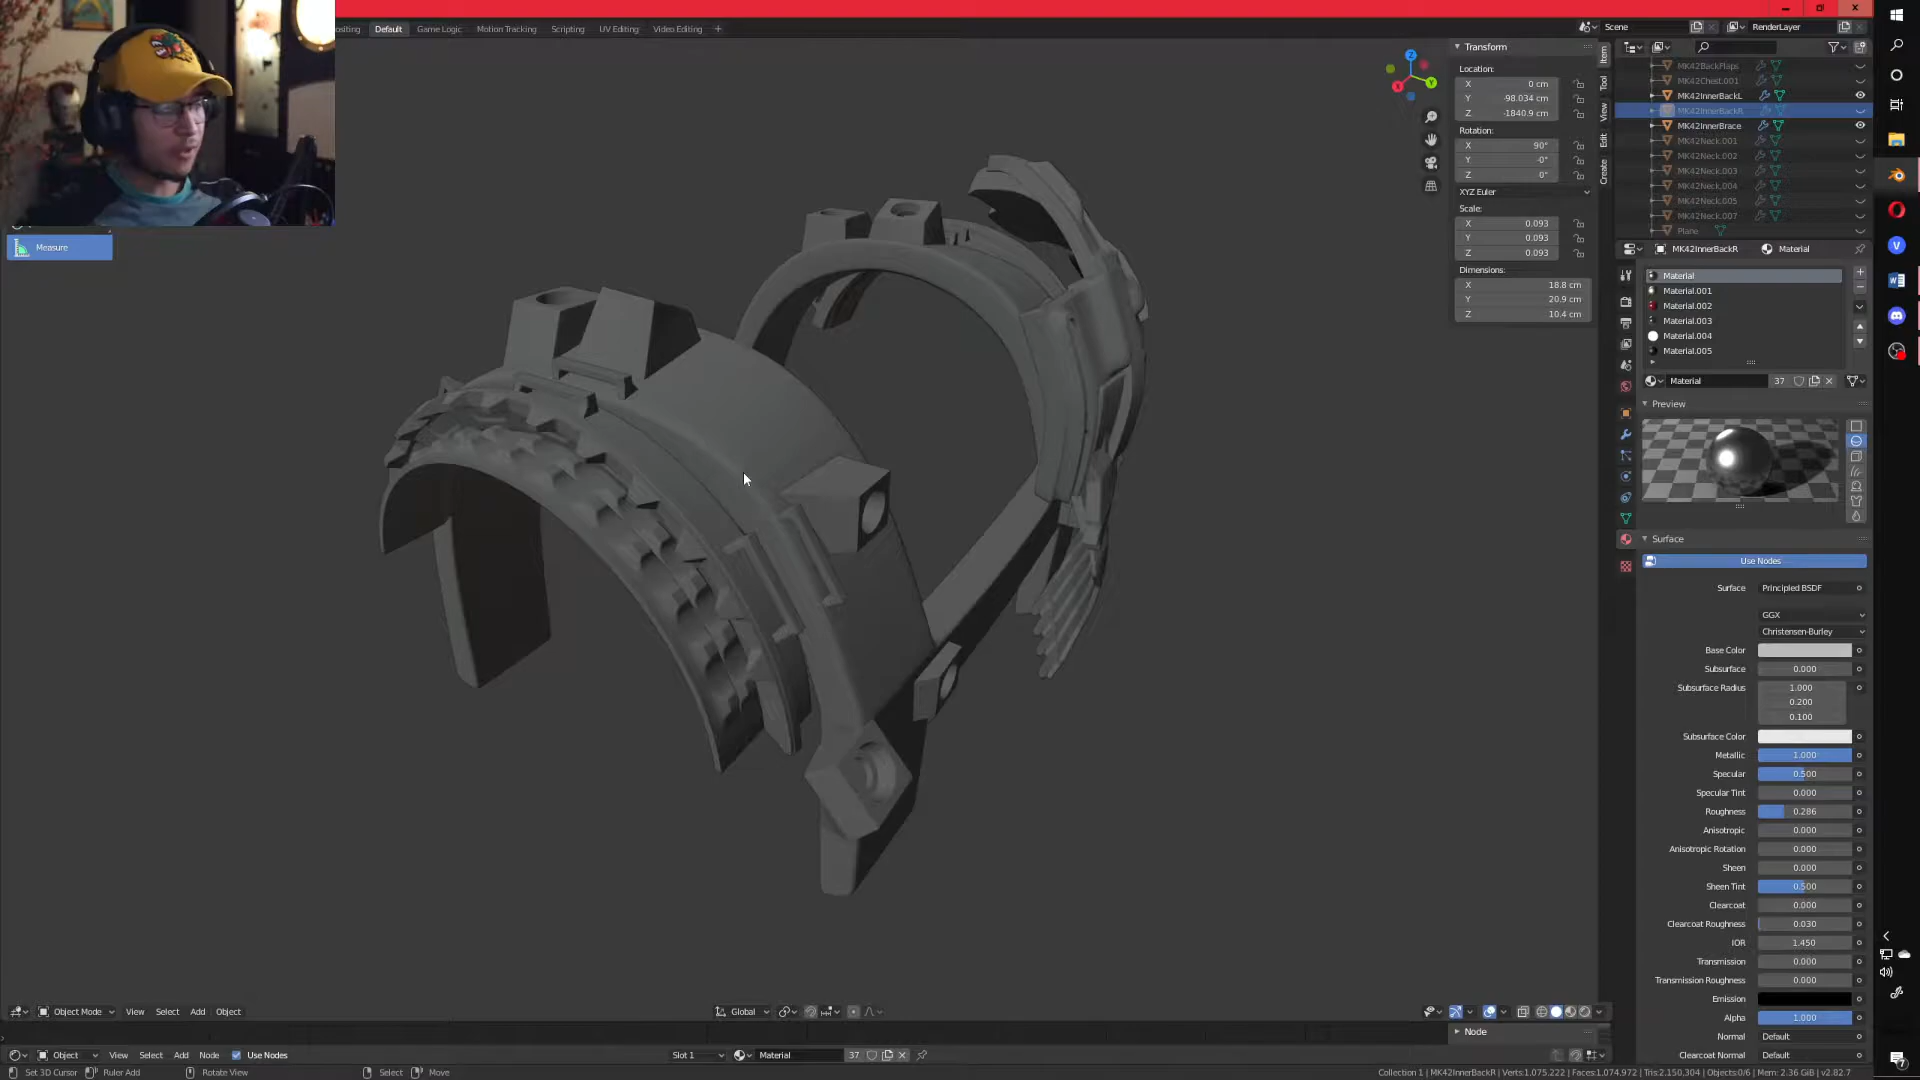 ositing
Default
Game Logic
Motion Tracking
Scripting
UV Editing
Video Editing
+
Scene
RenderLayer
Measure
Transform
Location:
X 0 cm
Y -98.034 cm
Z -1840.9 cm
Rotation:
X 90°
Y -0°
Z 0°
XYZ Euler
Scale:
X 0.093
Y 0.093
Z 0.093
Dimensions:
X 18.8 cm
Y 20.9 cm
Z 10.4 cm
Item
Tool
View
Edit
Create
X
Y
Z
MK42BackFlaps
MK42Chest.001
MK42InnerBackL
MK42InnerBackR
MK42InnerBrace
MK42Neck.001
MK42Neck.002
MK42Neck.003
MK42Neck.004
MK42Neck.005
MK42Neck.007
Plane
MK42InnerBackR
Material
Material
Material.001
Material.002
Material.003
Material.004
Material.005
Material 37
Preview
Surface
Use Nodes
Surface Principled BSDF
GGX
Christensen-Burley
Base Color
Subsurface 0.000
Subsurface Radius 1.000
0.200
0.100
Subsurface Color
Metallic 1.000
Specular 0.500
Specular Tint 0.000
Roughness 0.286
Anisotropic 0.000
Anisotropic Rotation 0.000
Sheen 0.000
Sheen Tint 0.500
Clearcoat 0.000
Clearcoat Roughness 0.030
IOR 1.450
Transmission 0.000
Transmission Roughness 0.000
Emission
Alpha 1.000
Normal Default
Clearcoat Normal Default
Object Mode View Select Add Object
Global
Node
Object View Select Add Node Use Nodes
Slot 1 Material 37
Set 3D Cursor Ruler Add Rotate View Select Move
Collection 1 | MK42InnerBackR | Verts:1,075,222 | Faces:1,074,972 | Tris:2,150,304 | Objects:0/6 | Mem: 2.36 GiB | v2.82.7